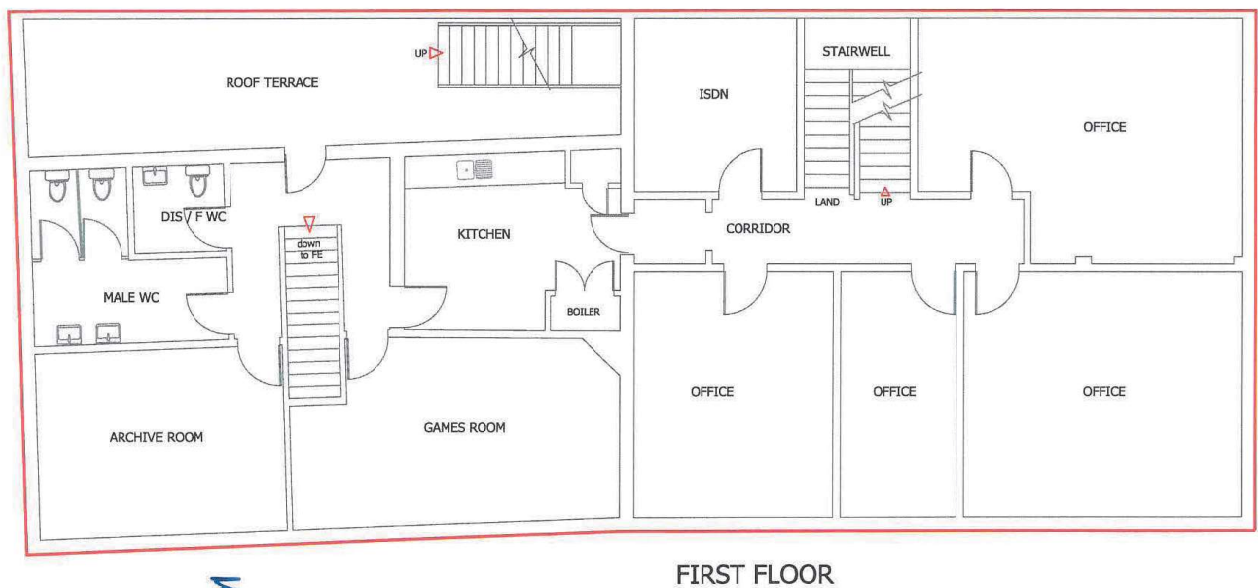 UP
STAIRWELL
ROOF TERRACE
ISDN
OFFICE
DIS / F WC
LAND
UP
down
to FE
KITCHEN
CORRIDOR
MALE WC
BOILER
OFFICE
OFFICE
OFFICE
ARCHIVE ROOM
GAMES ROOM
FIRST FLOOR